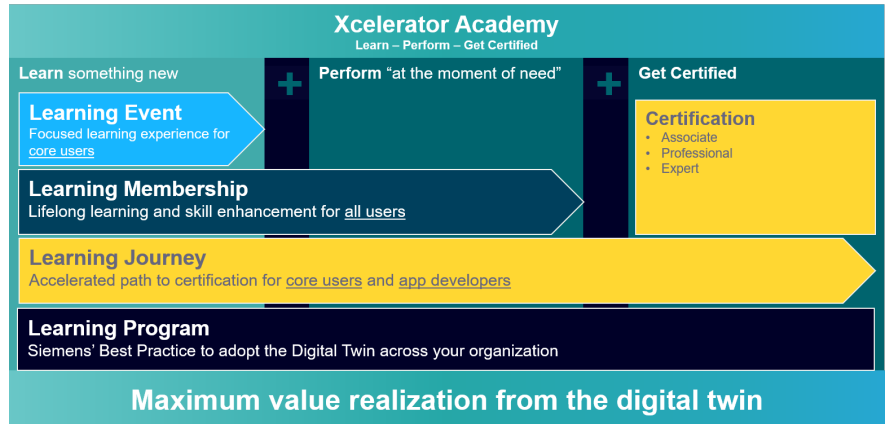 Xcelerator Academy
Learn – Perform – Get Certified
Learn something new
+
Perform “at the moment of need”
+
Get Certified
Learning Event
Focused learning experience for
core users
Certification
• Associate
• Professional
• Expert
Learning Membership
Lifelong learning and skill enhancement for all users
Learning Journey
Accelerated path to certification for core users and app developers
Learning Program
Siemens’ Best Practice to adopt the Digital Twin across your organization
Maximum value realization from the digital twin